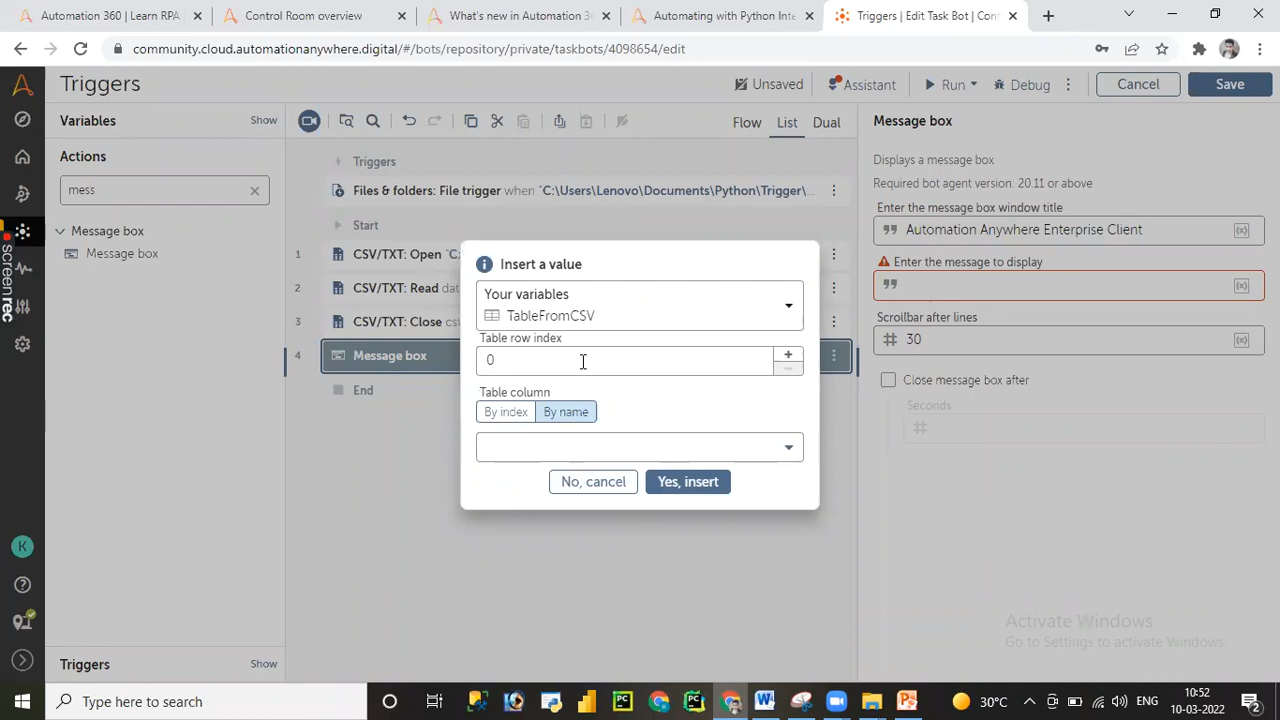 Automation 360 | Learn RPA
Control Room overview
What's new in Automation 36
Automating with Python Inte
Triggers | Edit Task Bot | Con
community.cloud.automationanywhere.digital/#/bots/repository/private/taskbots/4098654/edit
Triggers
Unsaved
Assistant
Run
Debug
Cancel
Save
Variables
Show
Actions
mess
Message box
Message box
Triggers
Show
Flow
List
Dual
Triggers
Files & folders: File trigger when "C:\Users\Lenovo\Documents\Python\Trigger\...
Start
1 CSV/TXT: Open "C:
2 CSV/TXT: Read dat
3 CSV/TXT: Close cs
4 Message box
End
Insert a value
Your variables
TableFromCSV
Table row index
0
Table column
By index
By name
No, cancel
Yes, insert
Message box
Displays a message box
Required bot agent version: 20.11 or above
Enter the message box window title
Automation Anywhere Enterprise Client
(x)
Enter the message to display
(x)
Scrollbar after lines
30
(x)
Close message box after
Seconds
(x)
Activate Windows
Go to Settings to activate Windows.
screenrec
K
Type here to search
30°C
ENG
10:52
10-03-2022
2